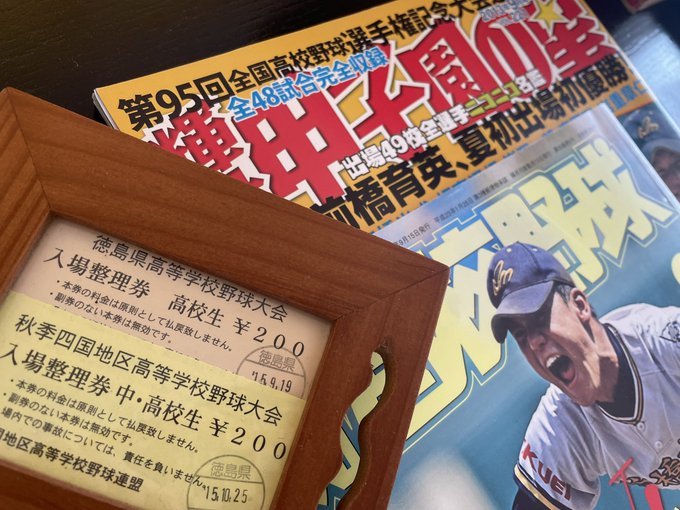 第95回全国高校野球選手権記念大会
全48試合完全収録
輝甲子園の星
出場49校全選手ニコニコ名鑑
前橋育英、夏初出場初優勝
野球
IKUEI
徳島県高等学校野球大会
入場整理券 高校生 ¥200
・本券の料金は原則として払戻致しません。
・副券のない本券は無効です。
徳島県
'15.9.19
秋季四国地区高等学校野球大会
入場整理券 中・高校生 ¥200
・本券の料金は原則として払戻致しません。
・副券のない本券は無効です。
場内での事故については、責任を負いません。
国地区高等学校野球連盟
徳島県
'15.10.25